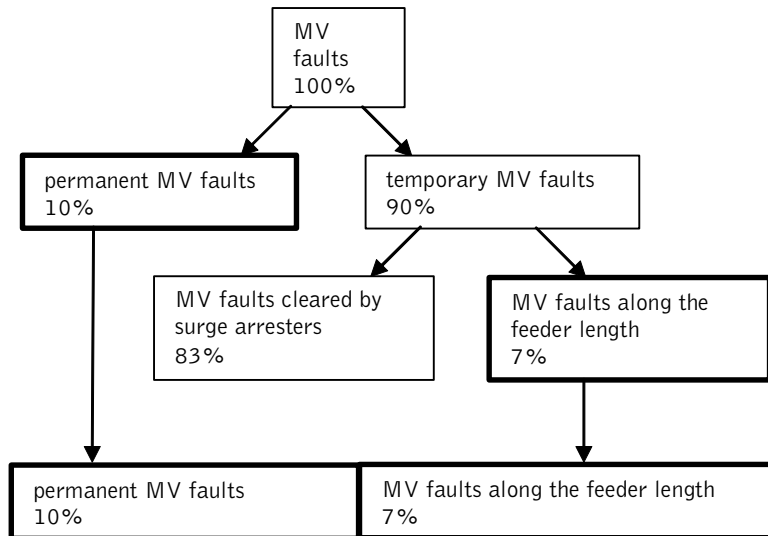 MV
faults
100%
permanent MV faults
10%
temporary MV faults
90%
MV faults cleared by
surge arresters
83%
MV faults along the
feeder length
7%
permanent MV faults
10%
MV faults along the feeder length
7%